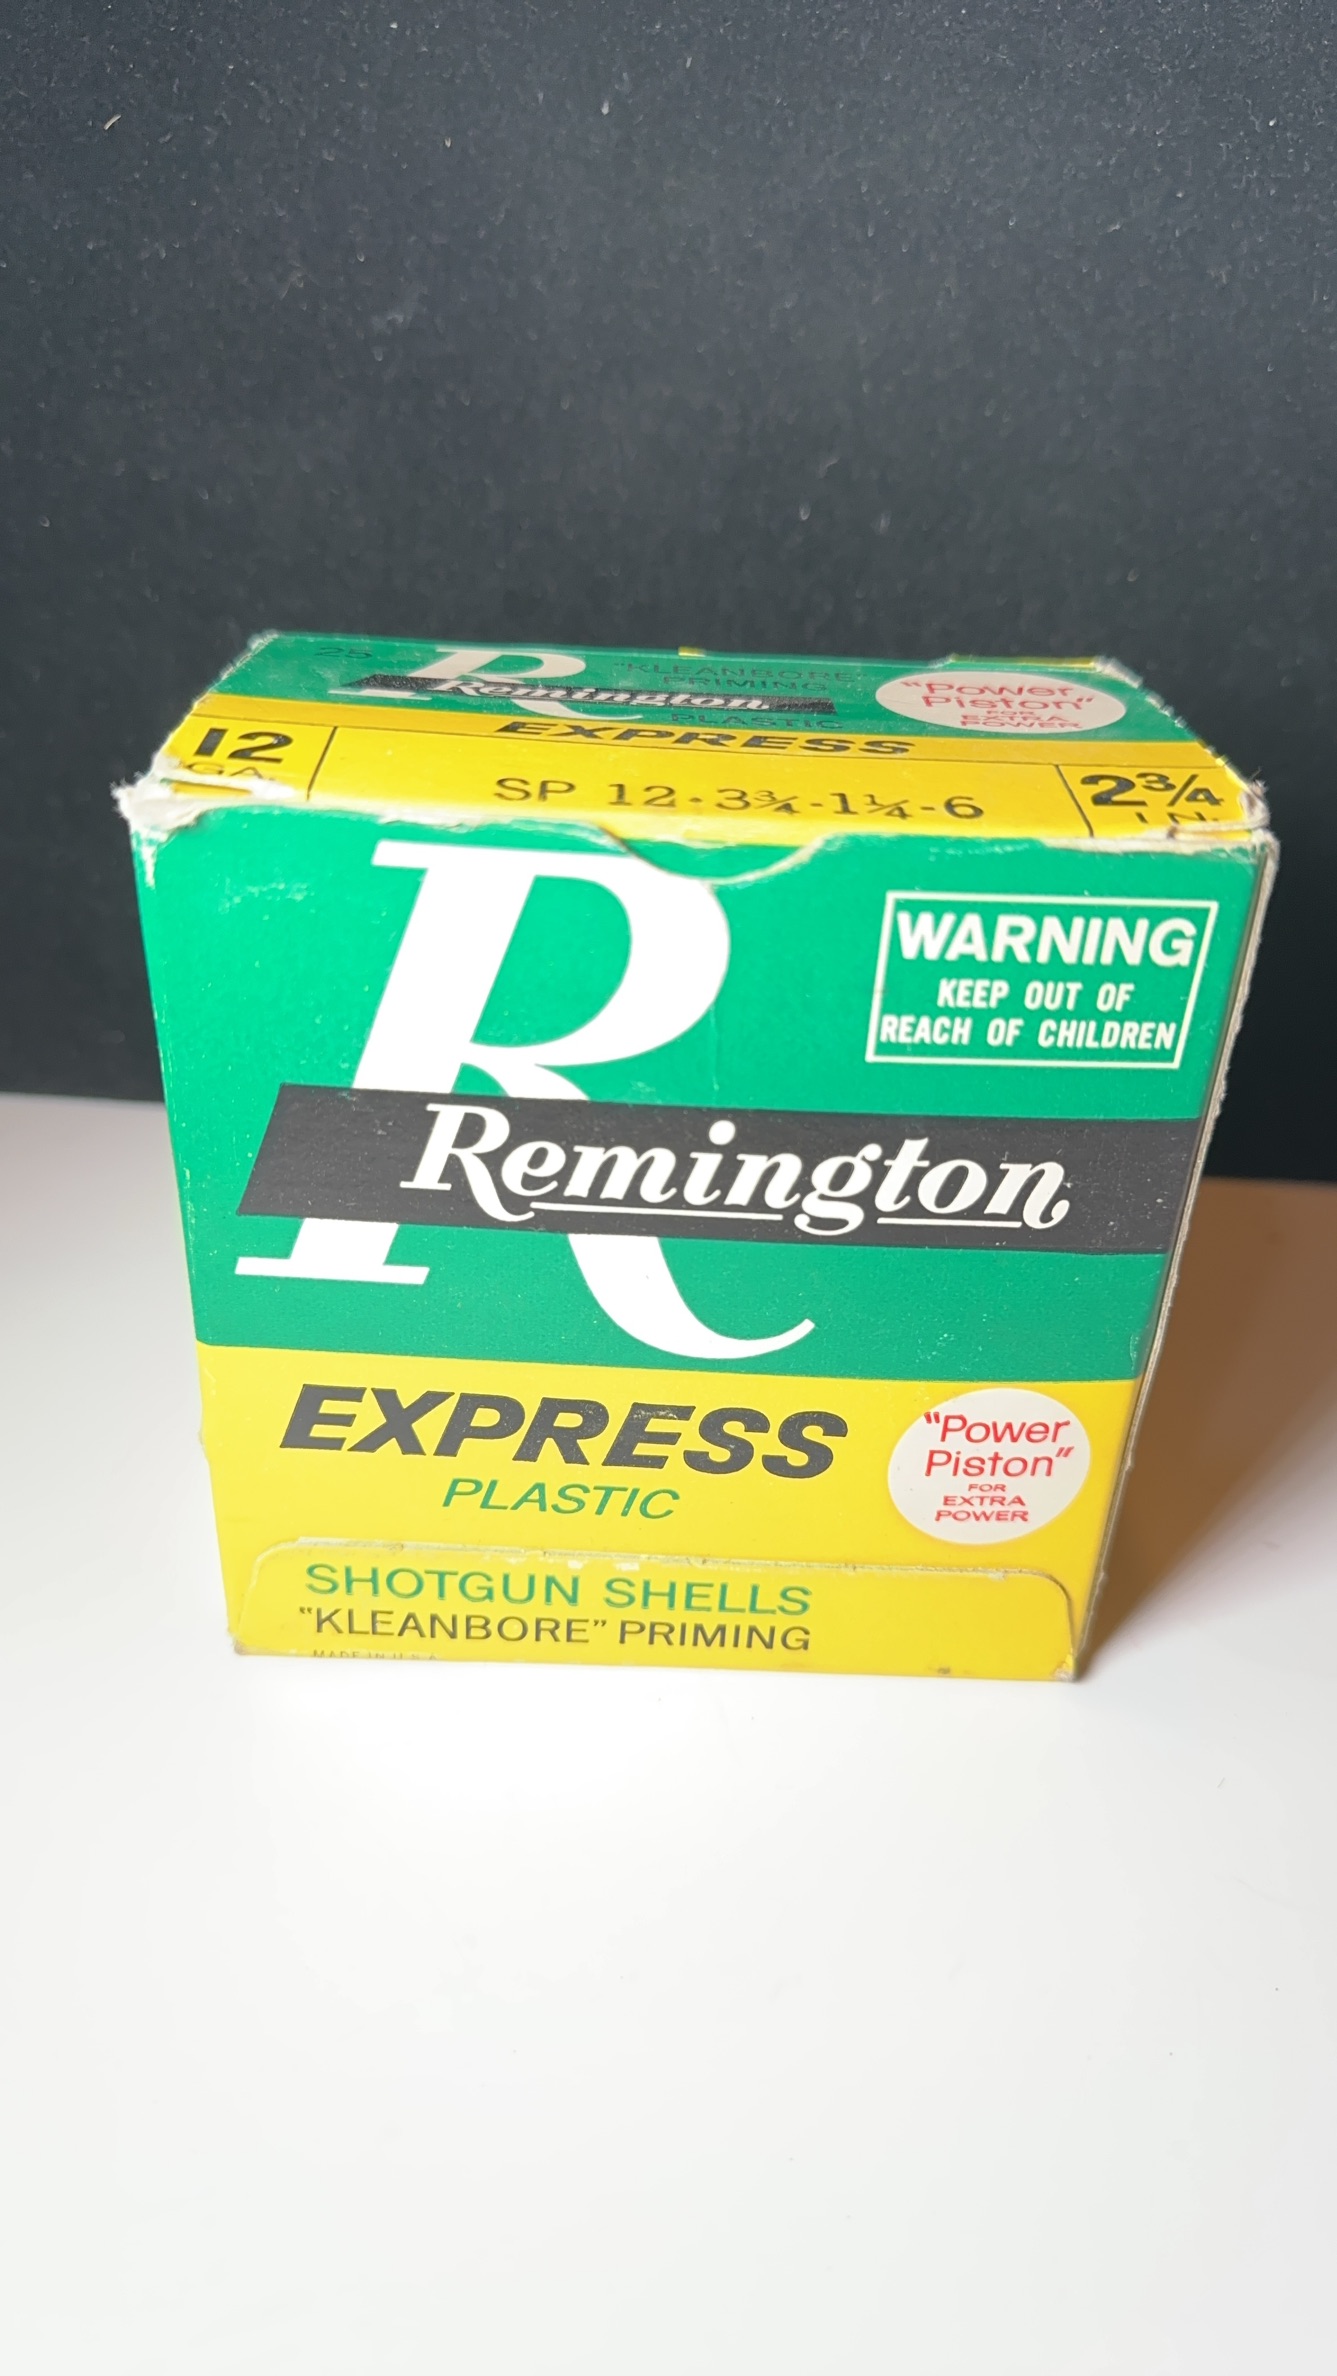 25
R
Remington
"KLEANBORE"
PRIMING
PLASTIC
"Power
Piston"
FOR
EXTRA
POWER
EXPRESS
12
GA.
SP 12·3¾-1¼-6
2¾
IN.
R
WARNING
KEEP OUT OF
REACH OF CHILDREN
Remington
EXPRESS
PLASTIC
"Power
Piston"
FOR
EXTRA
POWER
SHOTGUN SHELLS
"KLEANBORE" PRIMING
MADE IN U.S.A.